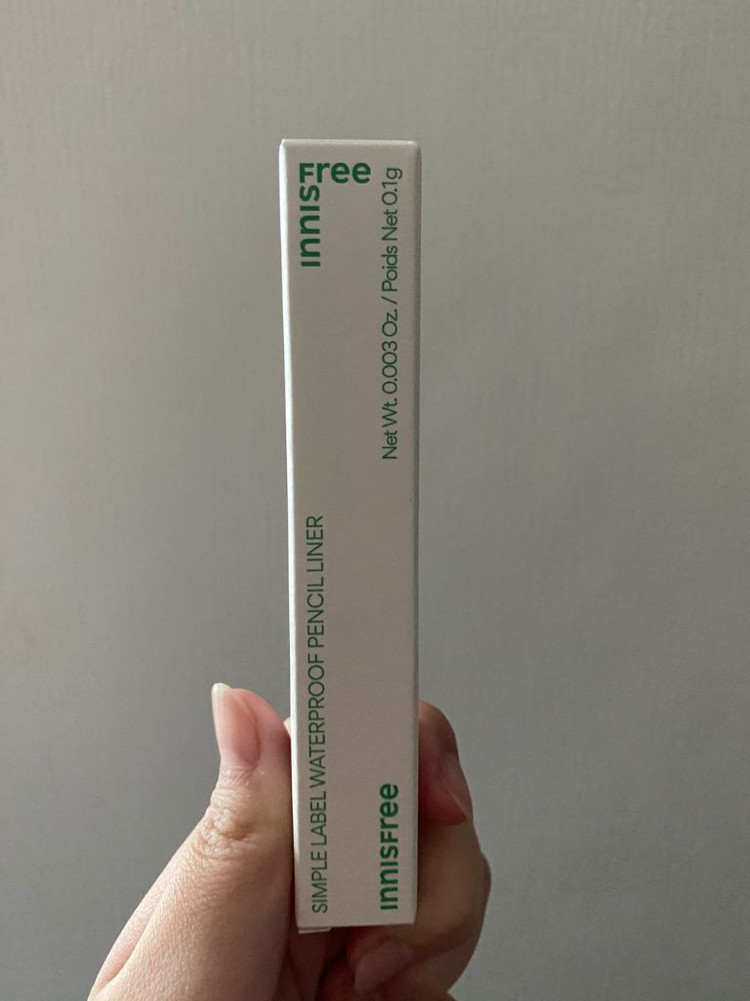 INNISFree
Net Wt. 0.003 Oz. / Poids Net 0.1g
SIMPLE LABEL WATERPROOF PENCIL LINER
INNISFree